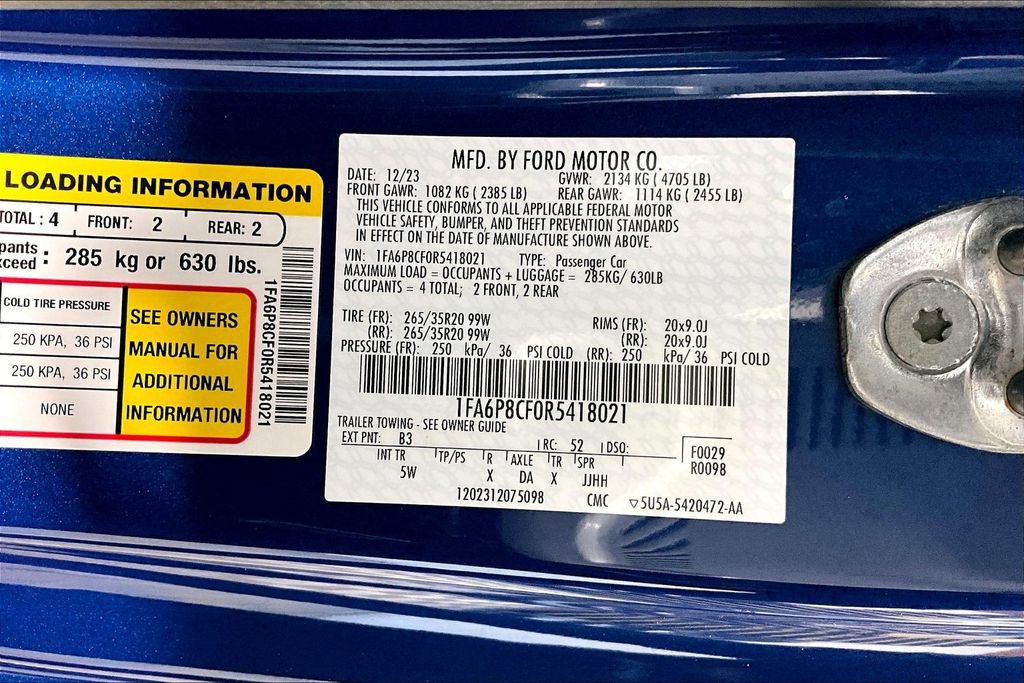 LOADING INFORMATION
TOTAL : 4 FRONT: 2 REAR: 2
pants
xceed : 285 kg or 630 lbs.
COLD TIRE PRESSURE
250 KPA, 36 PSI
250 KPA, 36 PSI
NONE
SEE OWNERS
MANUAL FOR
ADDITIONAL
INFORMATION
1FA6P8CF0R5418021
MFD. BY FORD MOTOR CO.
DATE: 12/23 GVWR: 2134 KG ( 4705 LB)
FRONT GAWR: 1082 KG ( 2385 LB) REAR GAWR: 1114 KG ( 2455 LB)
THIS VEHICLE CONFORMS TO ALL APPLICABLE FEDERAL MOTOR
VEHICLE SAFETY, BUMPER, AND THEFT PREVENTION STANDARDS
IN EFFECT ON THE DATE OF MANUFACTURE SHOWN ABOVE.
VIN: 1FA6P8CF0R5418021 TYPE: Passenger Car
MAXIMUM LOAD = OCCUPANTS + LUGGAGE = 285KG/ 630LB
OCCUPANTS = 4 TOTAL; 2 FRONT, 2 REAR
TIRE (FR): 265/35R20 99W RIMS (FR): 20x9.0J
(RR): 265/35R20 99W (RR): 20x9.0J
PRESSURE (FR): 250 kPa/ 36 PSI COLD (RR): 250 kPa/ 36 PSI COLD
1FA6P8CF0R5418021
TRAILER TOWING - SEE OWNER GUIDE
EXT PNT: B3 RC: 52 DSO:
INT TR TP/PS R AXLE TR SPR
5W X DA X JJHH
F0029
R0098
1202312075098 CMC ▽5U5A-5420472-AA